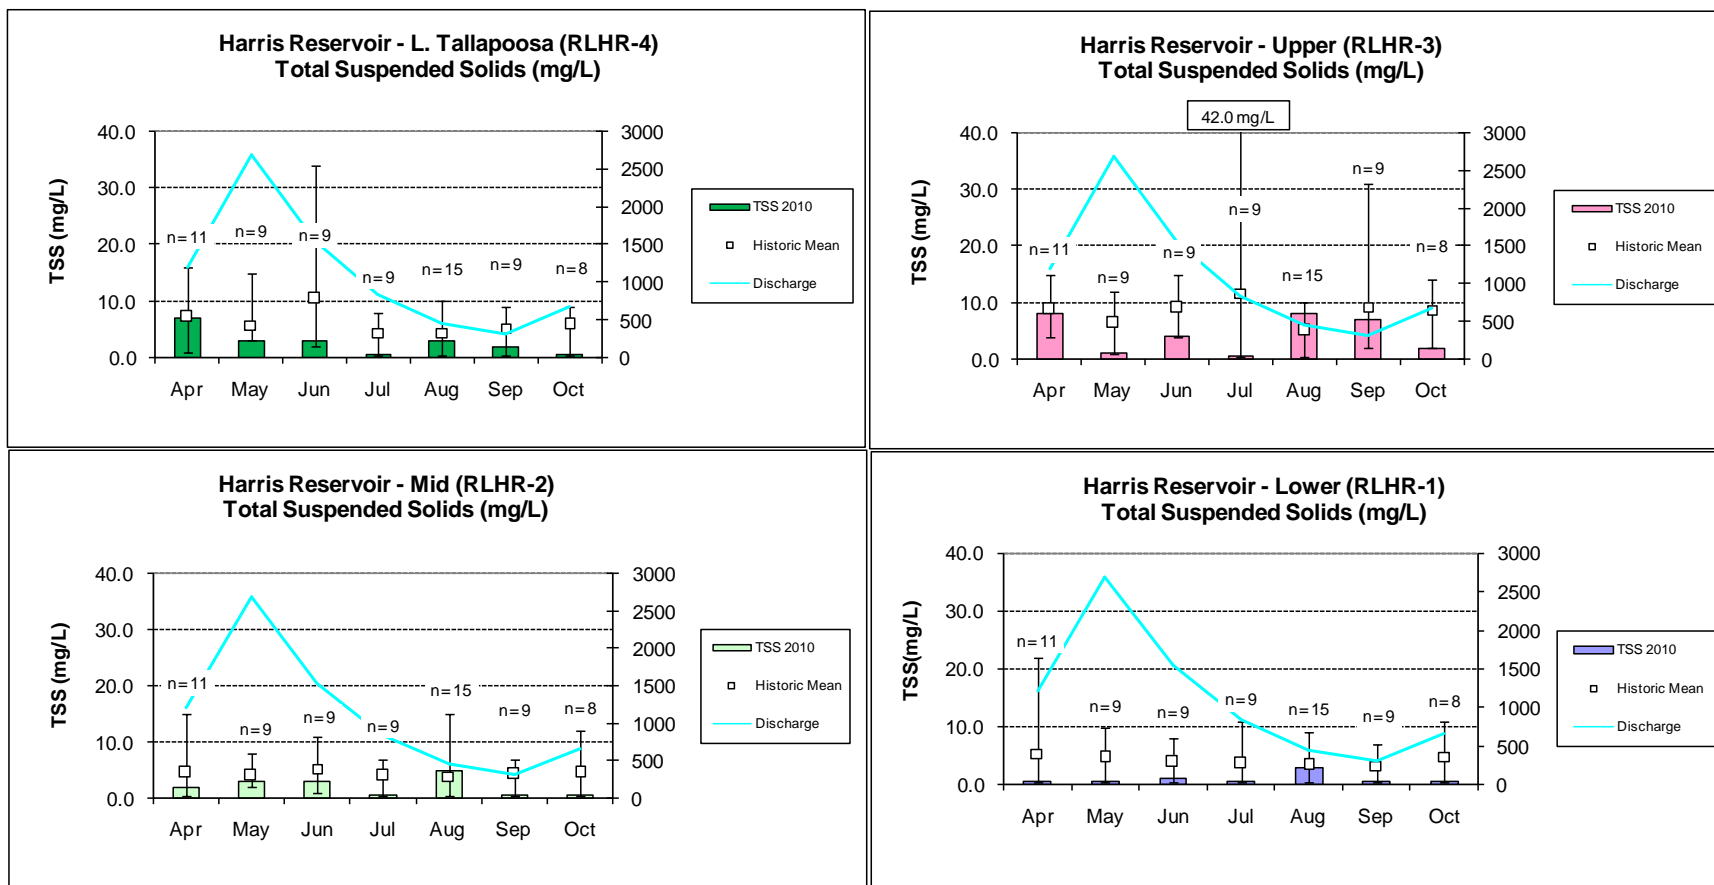 Harris Reservoir - L. Tallapoosa (RLHR-4)
Total Suspended Solids (mg/L)
TSS (mg/L)
40.0
30.0
20.0
10.0
0.0
3000
2500
2000
1500
1000
500
0
n=11
n=9
n=9
n=9
n=15
n=9
n=8
Apr May Jun Jul Aug Sep Oct
TSS 2010
Historic Mean
Discharge
Harris Reservoir - Upper (RLHR-3)
Total Suspended Solids (mg/L)
42.0 mg/L
TSS (mg/L)
40.0
30.0
20.0
10.0
0.0
3000
2500
2000
1500
1000
500
0
n=11
n=9
n=9
n=9
n=15
n=9
n=8
Apr May Jun Jul Aug Sep Oct
TSS 2010
Historic Mean
Discharge
Harris Reservoir - Mid (RLHR-2)
Total Suspended Solids (mg/L)
TSS (mg/L)
40.0
30.0
20.0
10.0
0.0
3000
2500
2000
1500
1000
500
0
n=11
n=9
n=9
n=9
n=15
n=9
n=8
Apr May Jun Jul Aug Sep Oct
TSS 2010
Historic Mean
Discharge
Harris Reservoir - Lower (RLHR-1)
Total Suspended Solids (mg/L)
TSS(mg/L)
40.0
30.0
20.0
10.0
0.0
3000
2500
2000
1500
1000
500
0
n=11
n=9
n=9
n=9
n=15
n=9
n=8
Apr May Jun Jul Aug Sep Oct
TSS 2010
Historic Mean
Discharge